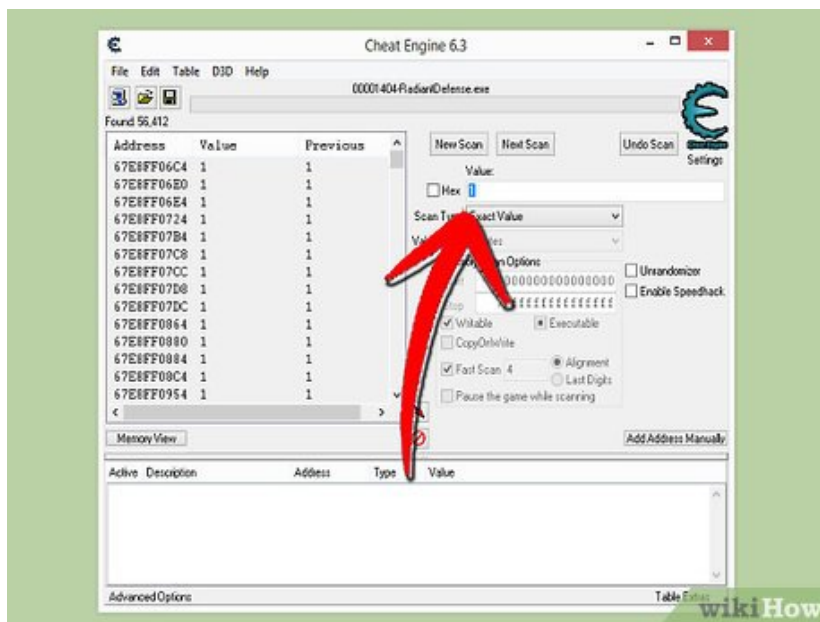 Cheat Engine 6.3
File Edit Table D3D Help
00001404-RadiantDefense.exe
Found 56,412
Address Value Previous
New Scan Next Scan Undo Scan
Settings
67E8FF06C4 1 1
Value:
67E8FF06E0 1 1
Hex 1
67E8FF06E4 1 1
67E8FF0724 1 1
Scan Exact Value
67E8FF07B4 1 1
67E8FF07C8 1 1
Options
67E8FF07CC 1 1
Unrandomizer
67E8FF07D8 1 1
Enable Speedhack
67E8FF07DC 1 1
67E8FF0864 1 1
Writable Executable
67E8FF0880 1 1
CopyOnWrite
67E8FF0884 1 1
Fast Scan 4 Alignment
67E8FF08C4 1 1
Last Digits
67E8FF0954 1 1
Pause the game while scanning
Memory View
Add Address Manually
Active Description Address Type Value
Advanced Options
Table Extras
wikiHow